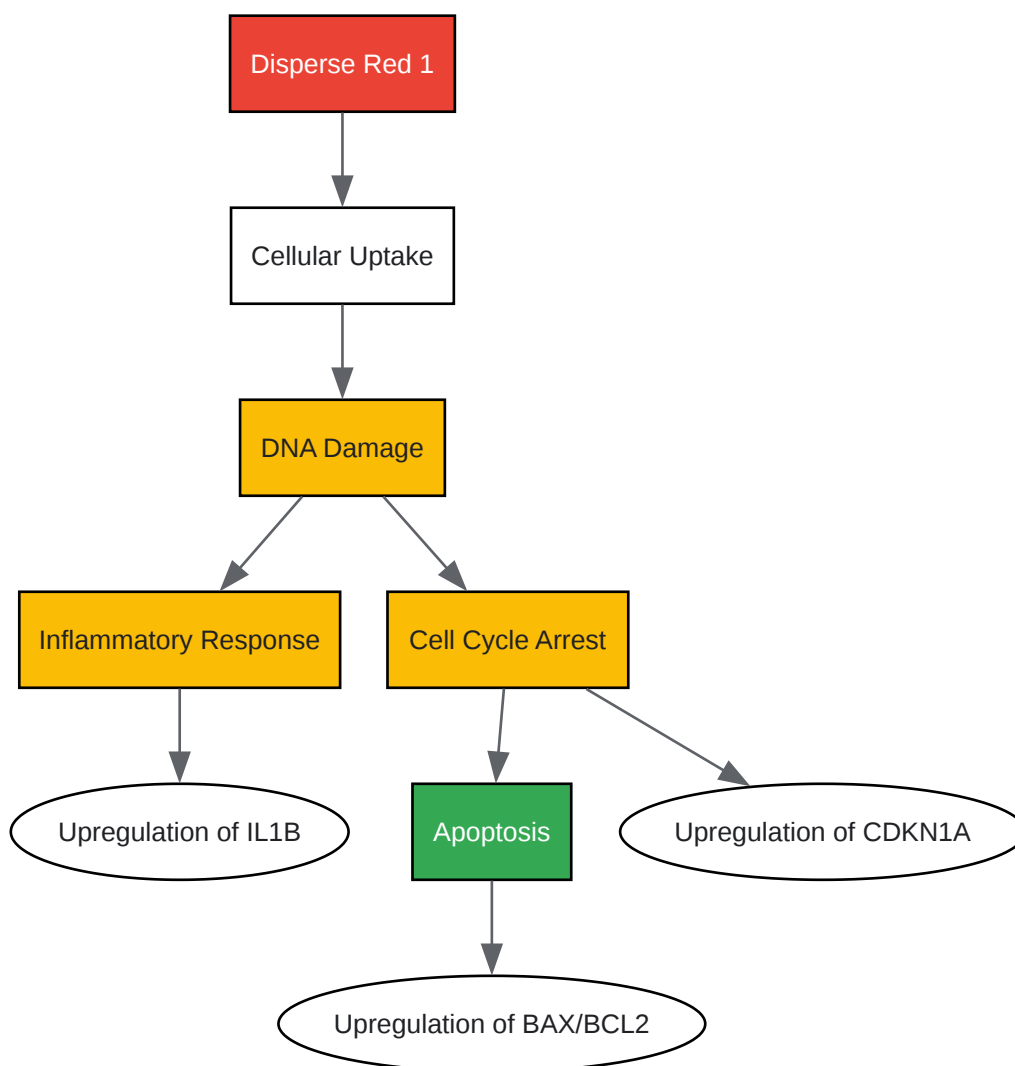 Disperse Red 1
Cellular Uptake
DNA Damage
Inflammatory Response
Cell Cycle Arrest
Upregulation of IL1B
Apoptosis
Upregulation of CDKN1A
Upregulation of BAX/BCL2